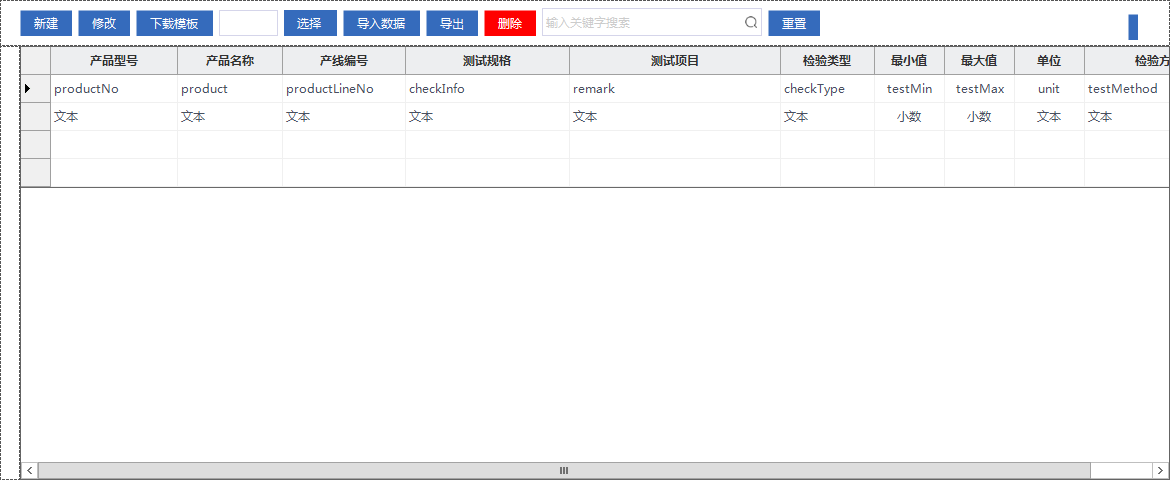 新建 修改 下载模板 选择 导入数据 导出 删除 输入关键字搜索 重置
产品型号 产品名称 产线编号 测试规格 测试项目 检验类型 最小值 最大值 单位 检验方
productNo product productLineNo checkInfo remark checkType testMin testMax unit testMethod
文本 文本 文本 文本 文本 文本 小数 小数 文本 文本